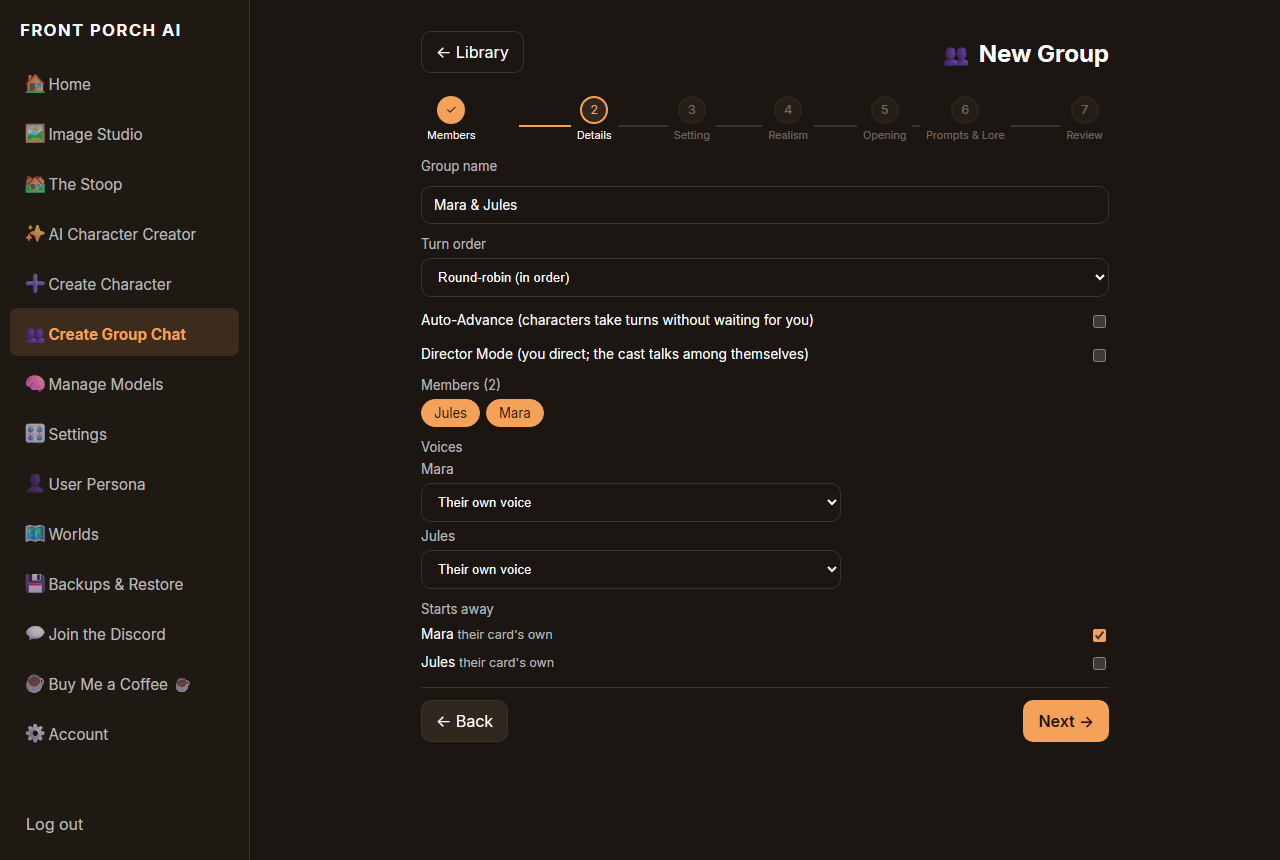 FRONT PORCH AI
Home
Image Studio
The Stoop
AI Character Creator
Create Character
Create Group Chat
Manage Models
Settings
User Persona
Worlds
Backups & Restore
Join the Discord
Buy Me a Coffee
Account
Log out
← Library
New Group
✓ 2 3 4 5 6 7
Members Details Setting Realism Opening Prompts & Lore Review
Group name
Mara & Jules
Turn order
Round-robin (in order)
Auto-Advance (characters take turns without waiting for you)
Director Mode (you direct; the cast talks among themselves)
Members (2)
Jules Mara
Voices
Mara
Their own voice
Jules
Their own voice
Starts away
Mara their card's own
Jules their card's own
← Back Next →